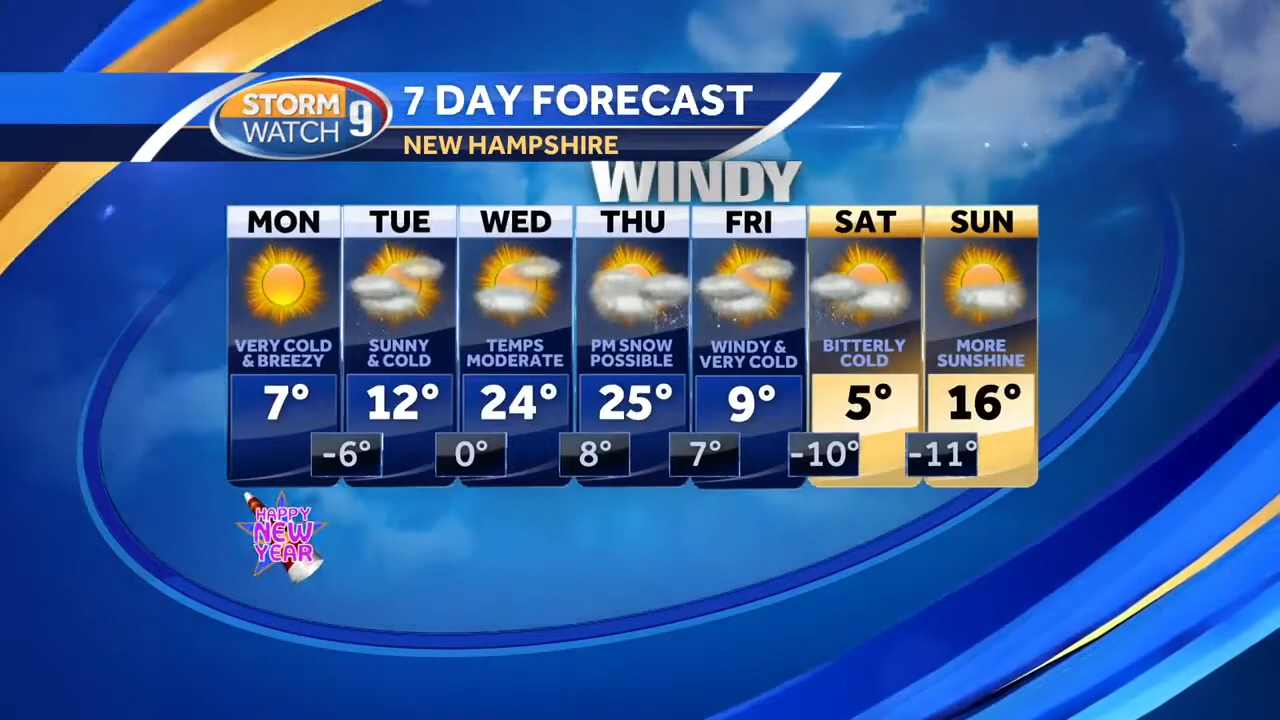 STORM
WATCH 9
7 DAY FORECAST
NEW HAMPSHIRE
WINDY
MON TUE WED THU FRI SAT SUN
VERY COLD
& BREEZY
SUNNY
& COLD
TEMPS
MODERATE
PM SNOW
POSSIBLE
WINDY &
VERY COLD
BITTERLY
COLD
MORE
SUNSHINE
7° 12° 24° 25° 9° 5° 16°
-6° 0° 8° 7° -10° -11°
HAPPY
NEW
YEAR